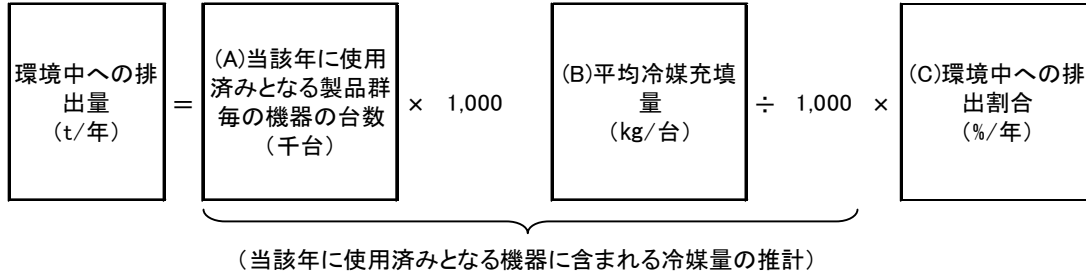 環境中への排
出量
(t/年)
=
(A)当該年に使用
済みとなる製品群
毎の機器の台数
(千台)
× 1,000
(B)平均冷媒充填
量
(kg/台)
÷ 1,000 ×
(C)環境中への排
出割合
(%/年)
(当該年に使用済みとなる機器に含まれる冷媒量の推計)